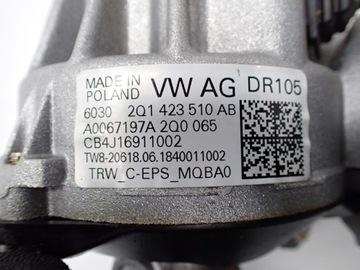 MADE IN
POLAND VW AG DR105
6030 2Q1 423 510 AB
A0067197A 2Q0 065
CB4J16911002
TW8-20618.06.1840011002
TRW_C-EPS_MQBA0